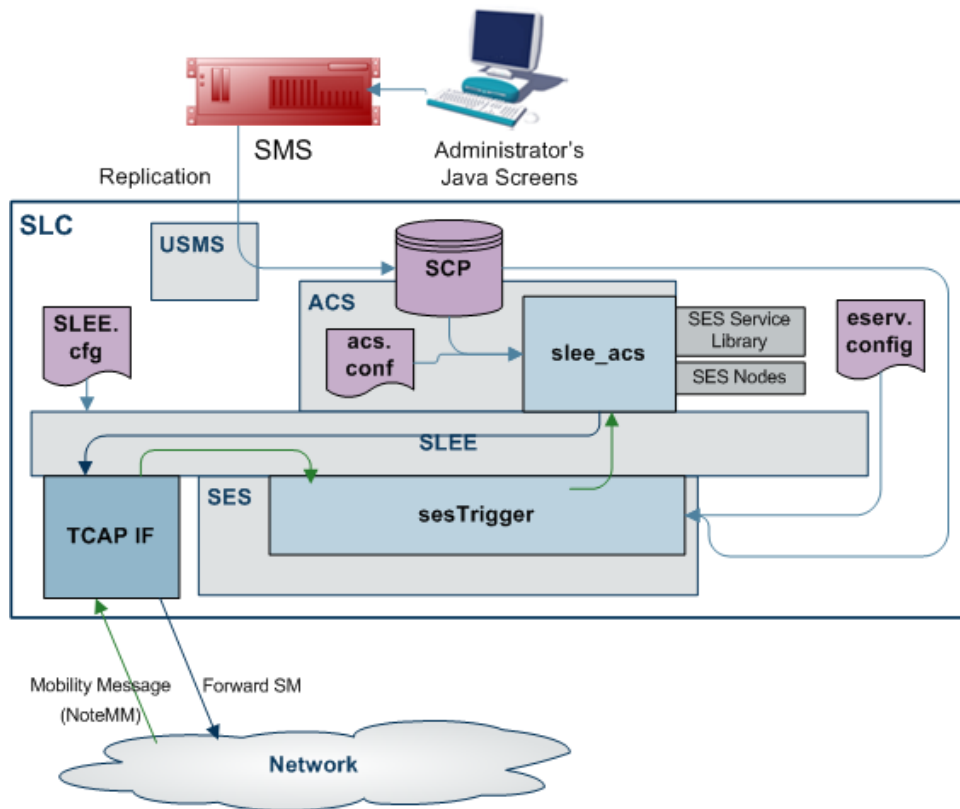 SMS
Administrator's
Java Screens
Replication
SLC
USMS
SCP
ACS
SLEE.
cfg
acs.
conf
slee_acs
SES Service
Library
SES Nodes
eserv.
config
SLEE
TCAP IF
SES
sesTrigger
Mobility Message
(NoteMM)
Forward SM
Network